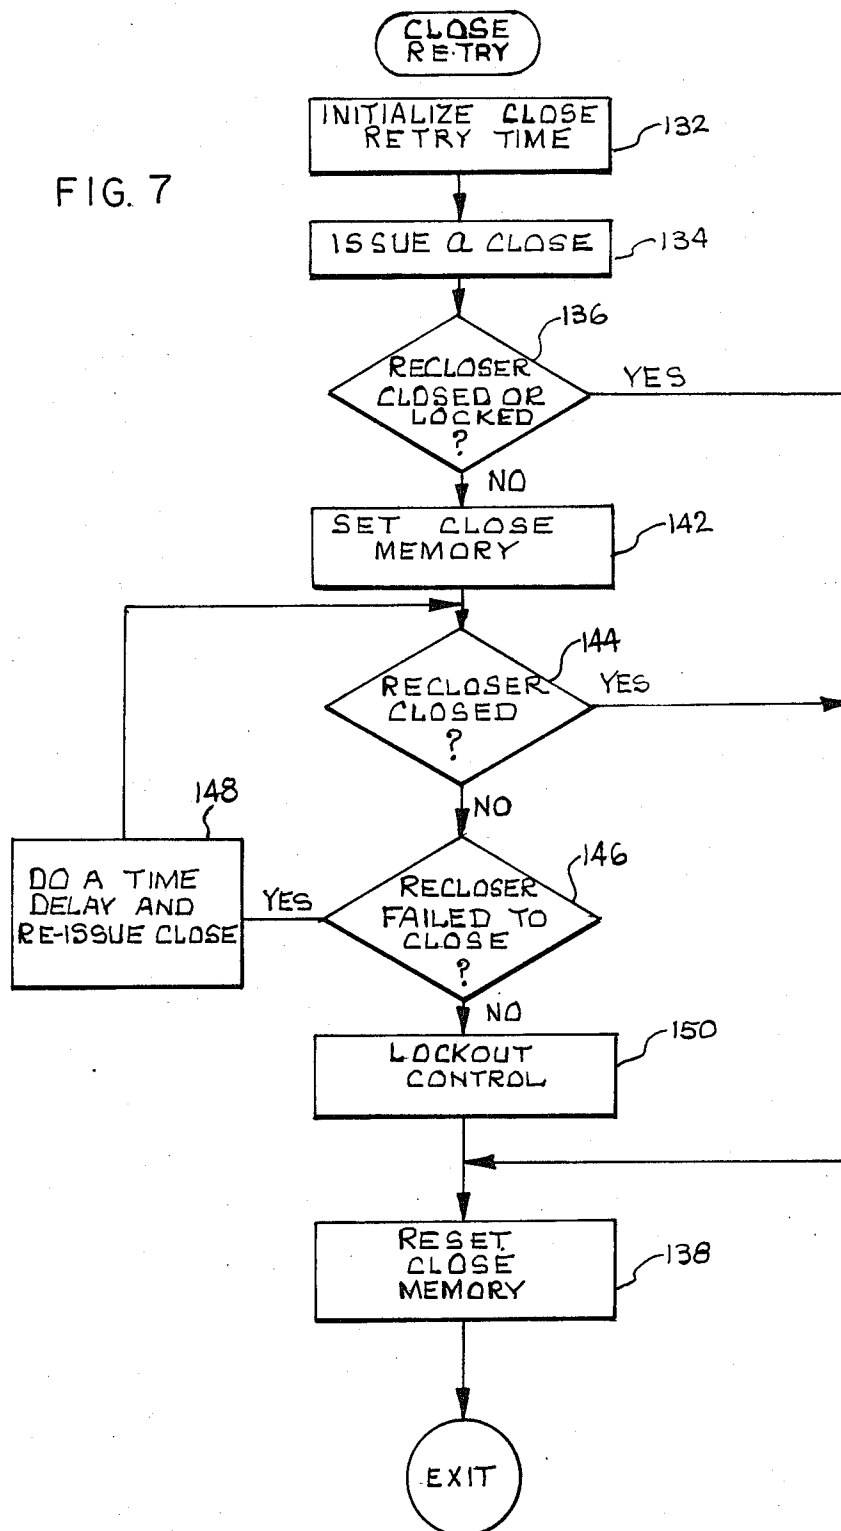 CLOSE
RE-TRY
INITIALIZE CLOSE
RETRY TIME
132
FIG. 7
ISSUE a CLOSE
134
136
RECLOSER
CLOSED OR
LOCKED
?
YES
NO
SET CLOSE
MEMORY
142
144
RECLOSER
CLOSED
?
YES
NO
148
146
DO A TIME
DELAY AND
RE-ISSUE CLOSE
YES
RECLOSER
FAILED TO
CLOSE
?
NO
LOCKOUT
CONTROL
150
RESET
CLOSE
MEMORY
138
EXIT